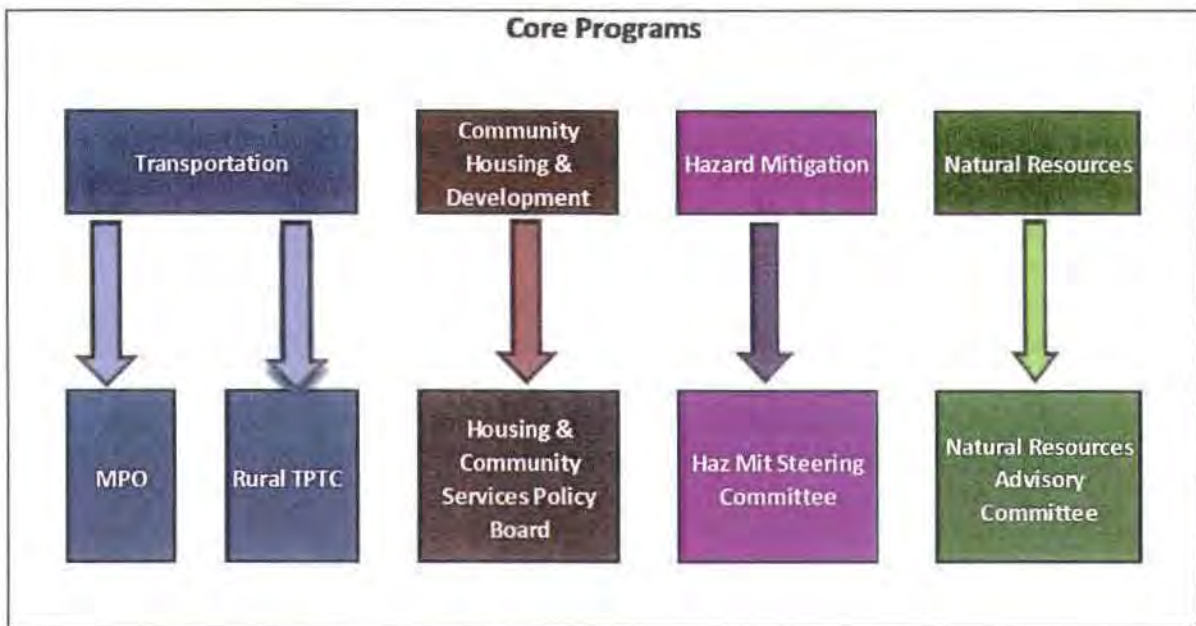 Core Programs
Transportation
Community
Housing &
Development
Hazard Mitigation
Natural Resources
MPO
Rural TPTC
Housing &
Community
Services Policy
Board
Haz Mit Steering
Committee
Natural Resources
Advisory
Committee